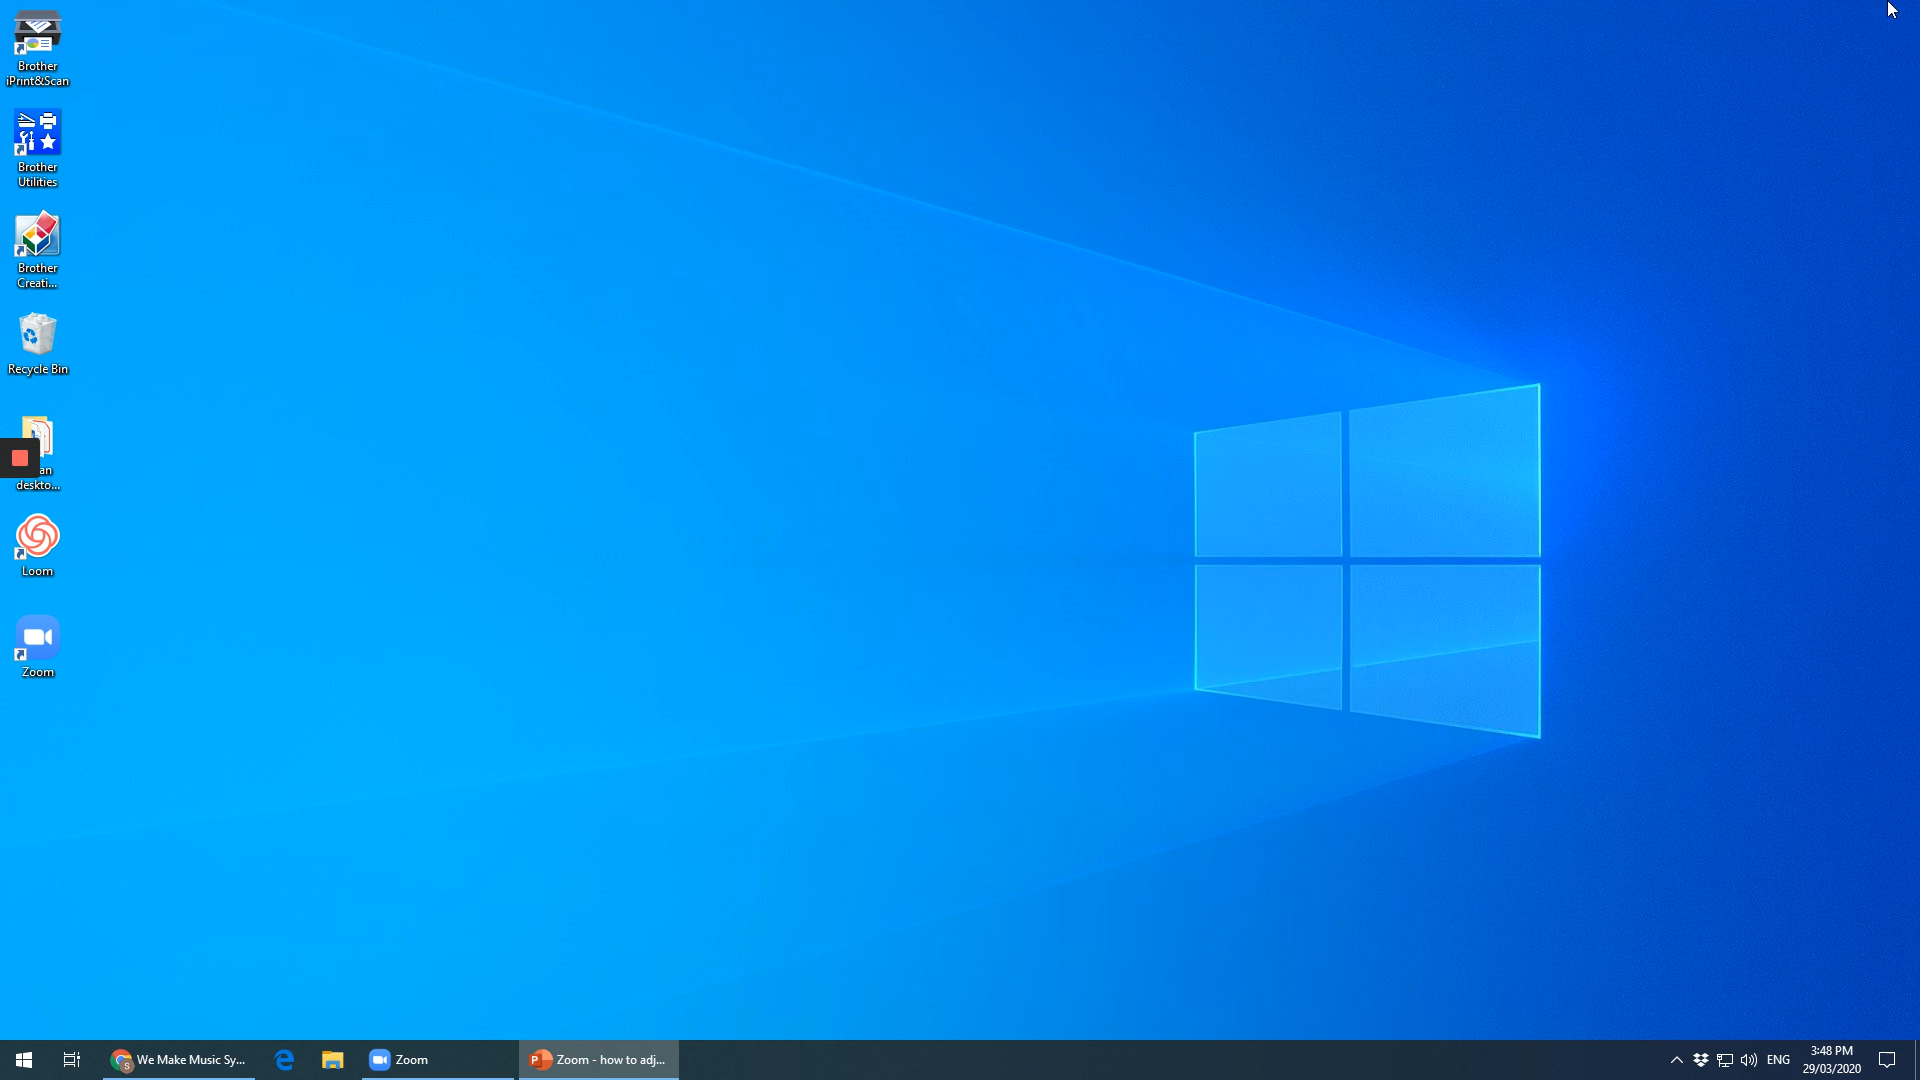 Brother
iPrint&Scan
Brother
Utilities
Brother
Creati...
Recycle Bin
an
deskto...
Loom
Zoom
S
We Make Music Sy...
Zoom
P
Zoom - how to adj...
ENG
3:48 PM
29/03/2020